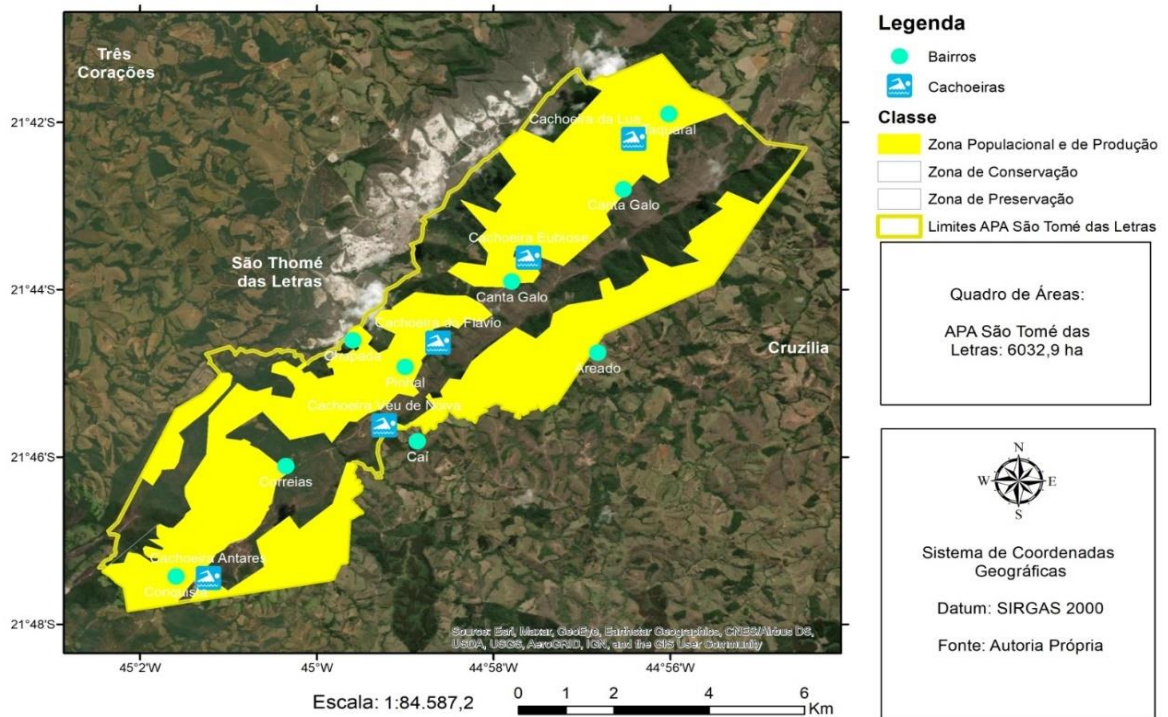 Três
Corações
São Thomé
das Letras
Cruzília
Cachoeira da Lua
Taquaral
Canta Galo
Cachoeira Eubiose
Canta Galo
Cachoeira do Flávio
Chapada
Pinhal
Areado
Cachoeira Véu de Noiva
Caí
Correias
Cachoeira Antares
Conquista
21°42'S
21°44'S
21°46'S
21°48'S
45°2'W
45°W
44°58'W
44°56'W
Source: Esri, Maxar, GeoEye, Earthstar Geographics, CNES/Airbus DS,
USDA, USGS, AeroGRID, IGN, and the GIS User Community
Escala: 1:84.587,2
0 1 2 4 6
Km
Legenda
Bairros
Cachoeiras
Classe
Zona Populacional e de Produção
Zona de Conservação
Zona de Preservação
Limites APA São Tomé das Letras
Quadro de Áreas:
APA São Tomé das
Letras: 6032,9 ha
N
W E
S
Sistema de Coordenadas
Geográficas
Datum: SIRGAS 2000
Fonte: Autoria Própria